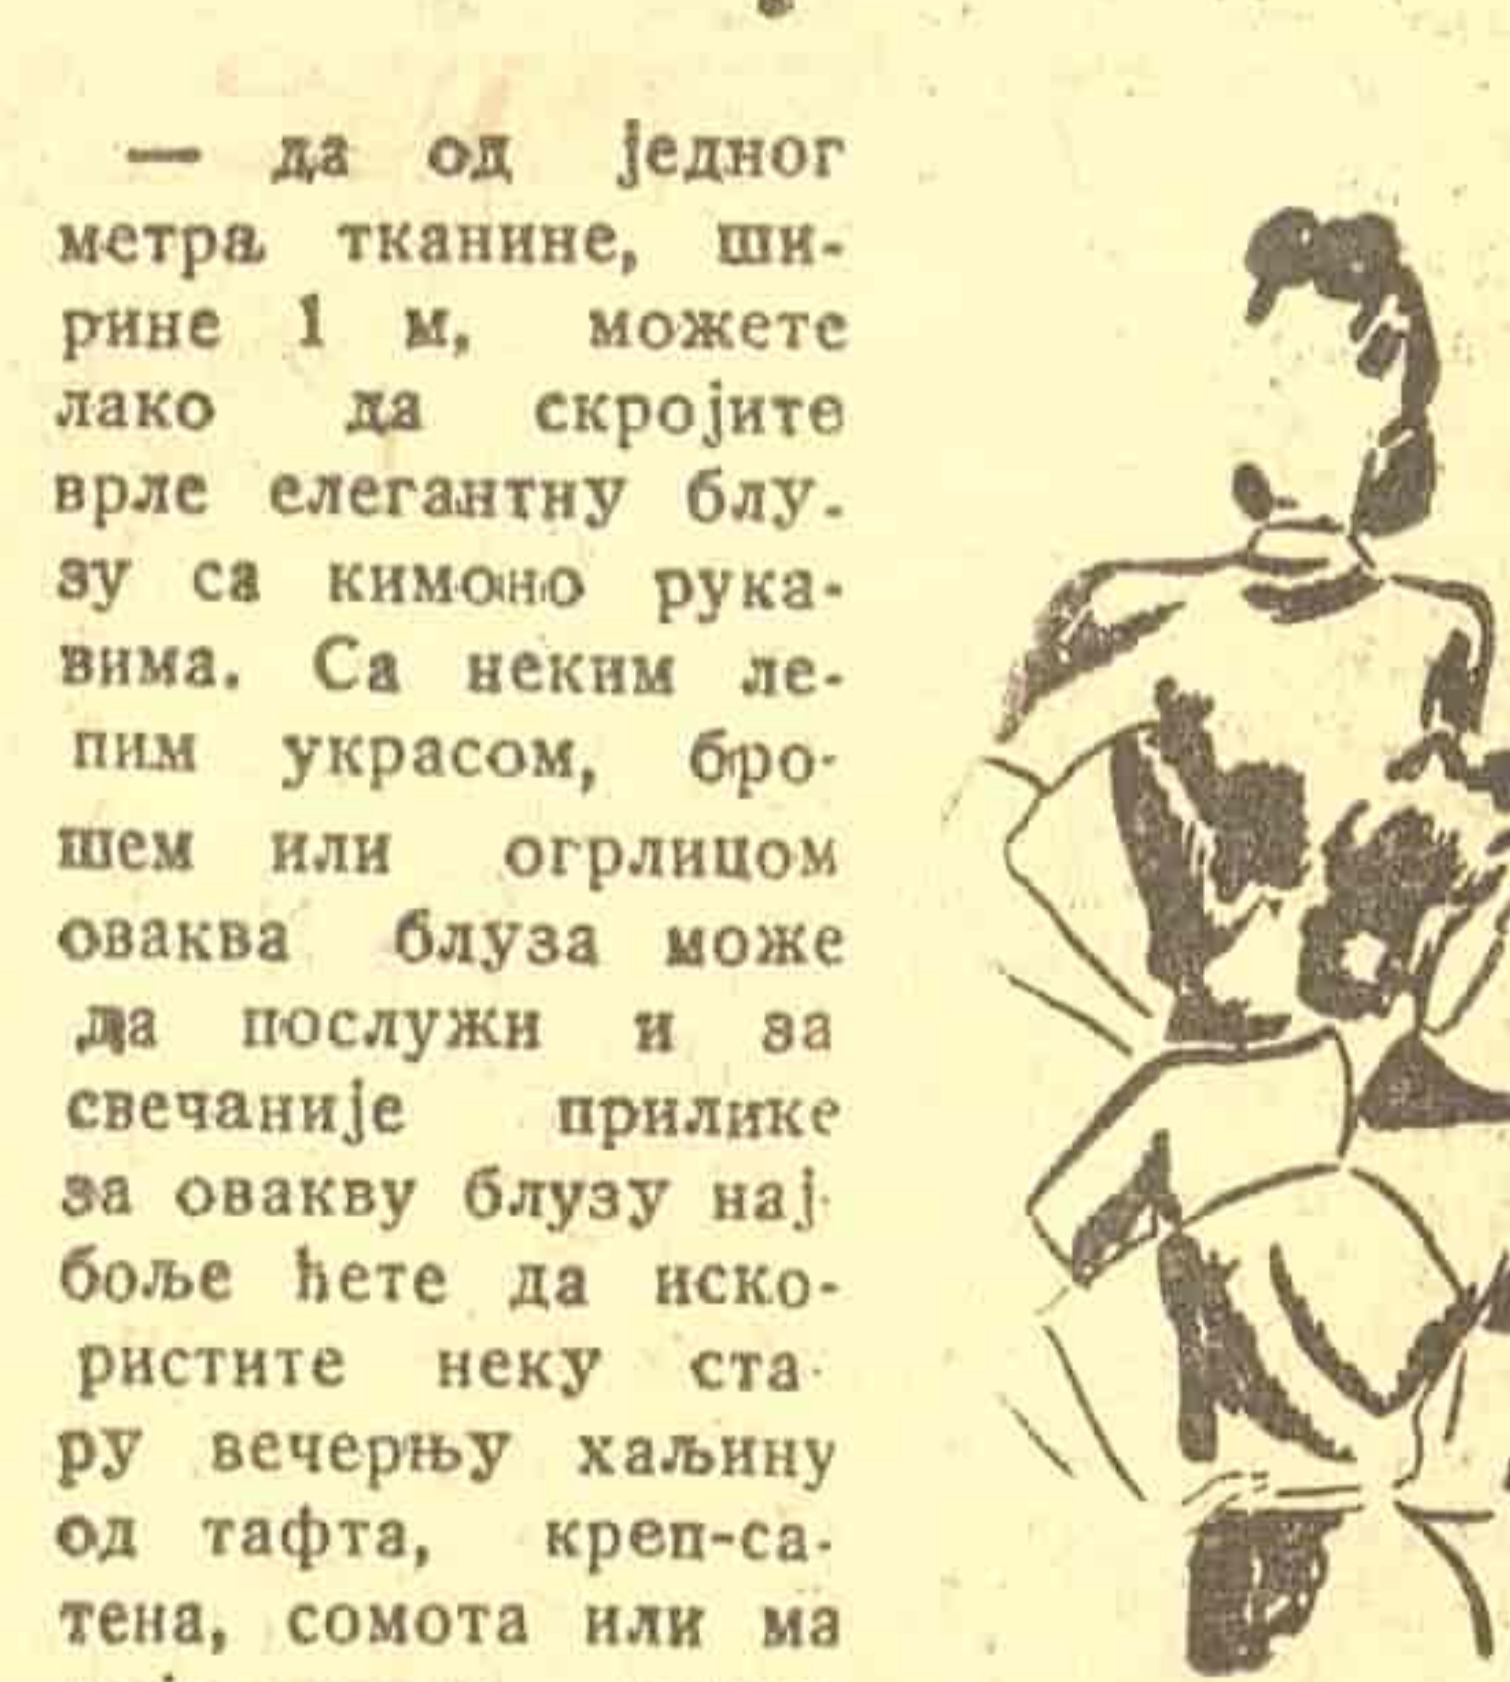 — да од једног
метра тканине, ши-
рине 1 м, можете
лако да скројите
врле елегантну блу-
зу са кимоно рука-
вима. Са неким ле-
пим украсом, бро-
шем или огрлицом
оваква блуза може
да послужи и за
свечаније прилике
за овакву блузу нај-
боље ћете да иско-
ристите неку ста-
ру вечерњу хаљину
од тафта, креп-са-
тена, сомота или ма